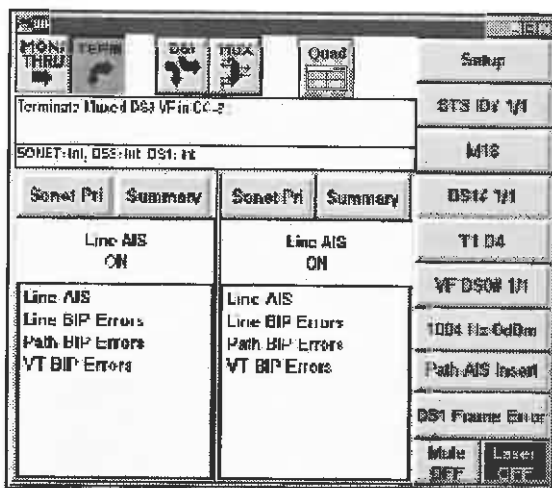 MON/ THRU
TERM
D&I
MUX
Quad
Setup
Terminate Muxed DS3 VF in
STS ID# 1/1
SONET: Int, DS3: Int DS1: Int
M13
Sonet Pri
Summary
Sonet Pri
Summary
DS1# 1/1
Line AIS
ON
Line AIS
ON
T1 D4
VF DS0# 1/1
Line AIS
Line BIP Errors
Path BIP Errors
VT BIP Errors
Line AIS
Line BIP Errors
Path BIP Errors
VT BIP Errors
1004 Hz 0dBm
Path AIS Insert
DS1 Frame Error
Mute
OFF
Laser
OFF